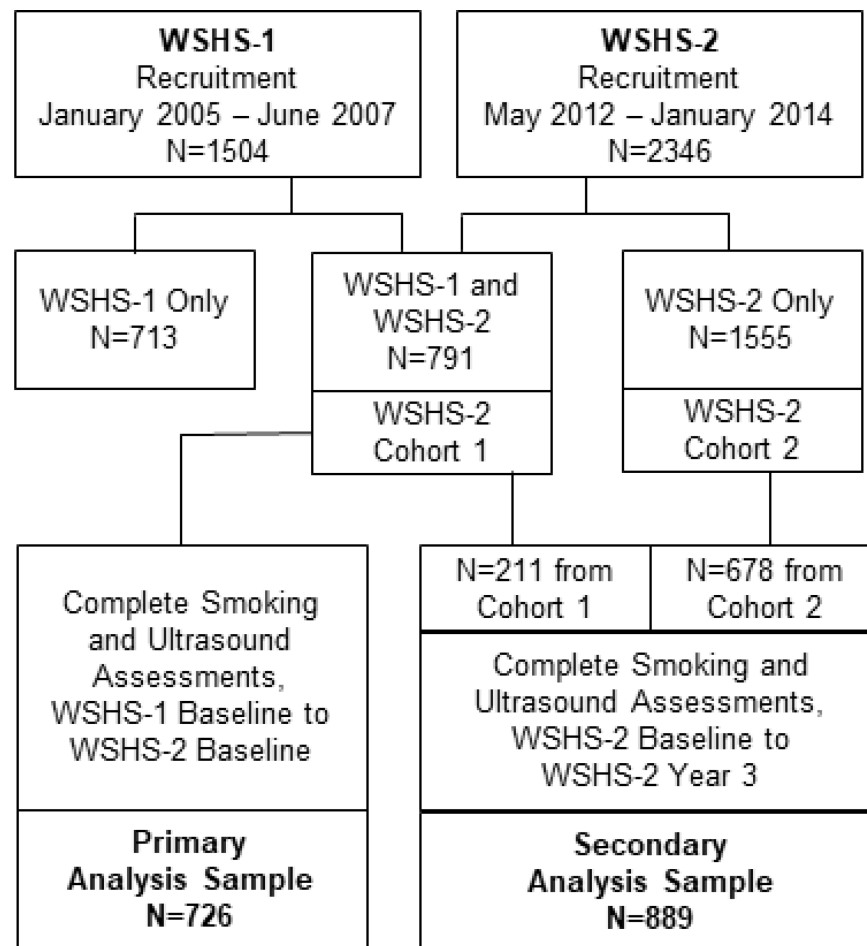 WSHS-1
Recruitment
January 2005 – June 2007
N=1504
WSHS-2
Recruitment
May 2012 – January 2014
N=2346
WSHS-1 Only
N=713
WSHS-1 and
WSHS-2
N=791
WSHS-2
Cohort 1
WSHS-2 Only
N=1555
WSHS-2
Cohort 2
Complete Smoking
and Ultrasound
Assessments,
WSHS-1 Baseline to
WSHS-2 Baseline
Primary
Analysis Sample
N=726
N=211 from
Cohort 1
N=678 from
Cohort 2
Complete Smoking and
Ultrasound Assessments,
WSHS-2 Baseline to
WSHS-2 Year 3
Secondary
Analysis Sample
N=889